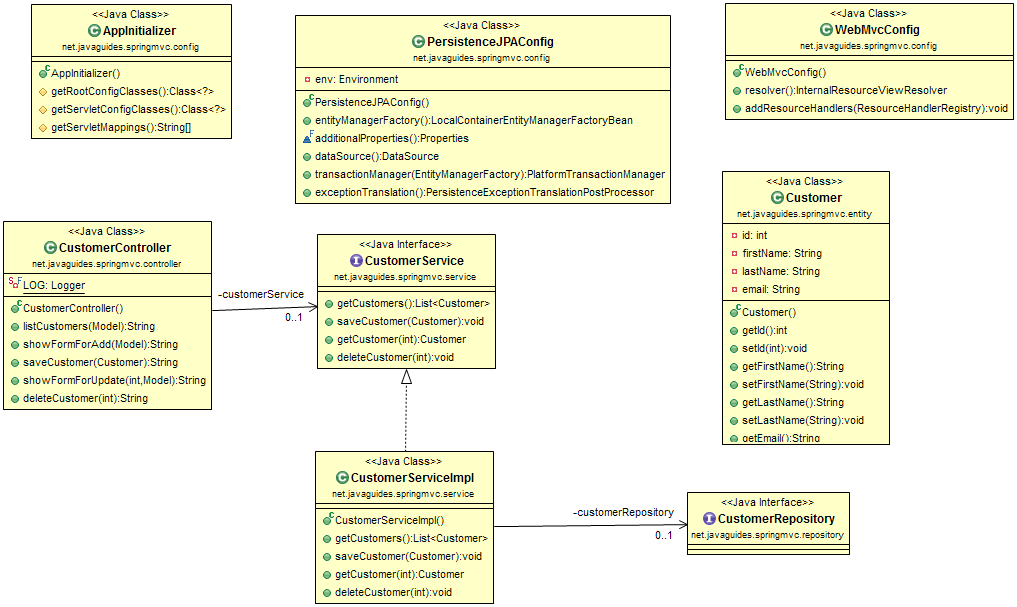 <<Java Class>>
AppInitializer
net.javaguides.springmvc.config
AppInitializer()
getRootConfigClasses():Class<?>
getServletConfigClasses():Class<?>
getServletMappings():String[]
<<Java Class>>
PersistenceJPAConfig
net.javaguides.springmvc.config
env: Environment
PersistenceJPAConfig()
entityManagerFactory():LocalContainerEntityManagerFactoryBean
additionalProperties():Properties
dataSource():DataSource
transactionManager(EntityManagerFactory):PlatformTransactionManager
exceptionTranslation():PersistenceExceptionTranslationPostProcessor
<<Java Class>>
WebMvcConfig
net.javaguides.springmvc.config
WebMvcConfig()
resolver():InternalResourceViewResolver
addResourceHandlers(ResourceHandlerRegistry):void
<<Java Class>>
CustomerController
net.javaguides.springmvc.controller
LOG: Logger
CustomerController()
listCustomers(Model):String
showFormForAdd(Model):String
saveCustomer(Customer):String
showFormForUpdate(int,Model):String
deleteCustomer(int):String
-customerService
0..1
<<Java Interface>>
CustomerService
net.javaguides.springmvc.service
getCustomers():List<Customer>
saveCustomer(Customer):void
getCustomer(int):Customer
deleteCustomer(int):void
<<Java Class>>
Customer
net.javaguides.springmvc.entity
id: int
firstName: String
lastName: String
email: String
Customer()
getId():int
setId(int):void
getFirstName():String
setFirstName(String):void
getLastName():String
setLastName(String):void
getEmail():String
<<Java Class>>
CustomerServiceImpl
net.javaguides.springmvc.service
CustomerServiceImpl()
getCustomers():List<Customer>
saveCustomer(Customer):void
getCustomer(int):Customer
deleteCustomer(int):void
-customerRepository
0..1
<<Java Interface>>
CustomerRepository
net.javaguides.springmvc.repository